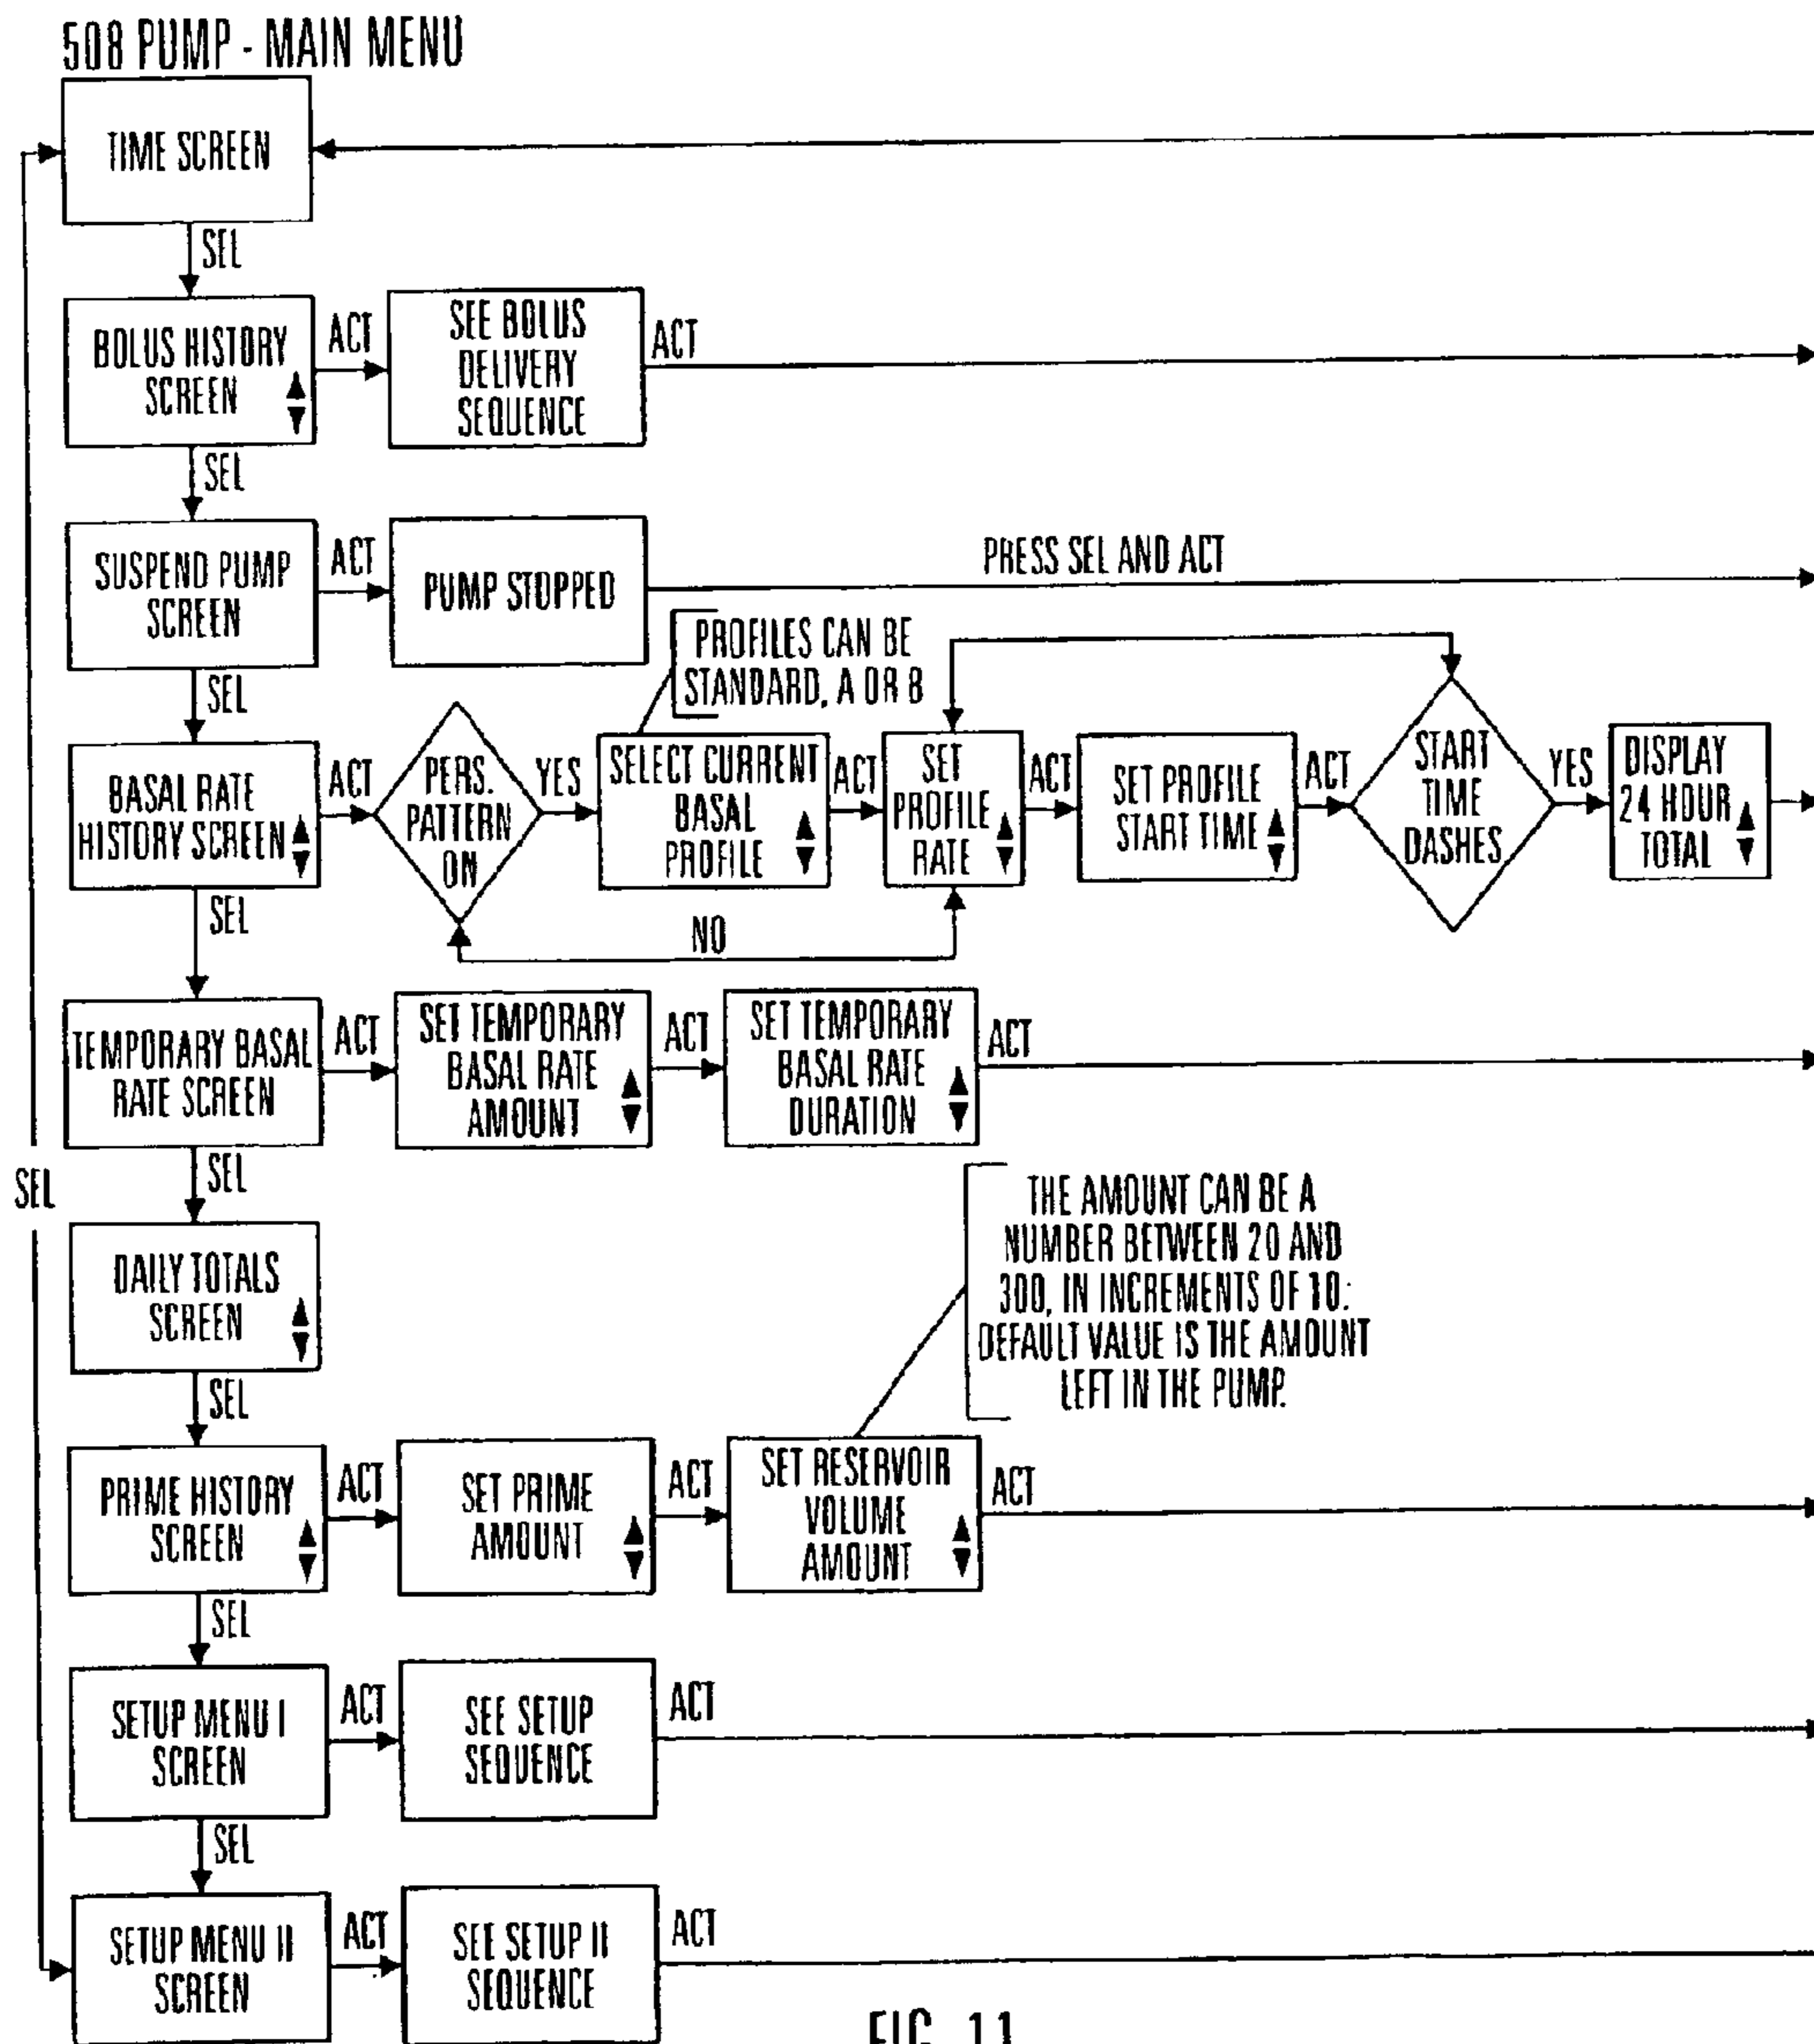 508 PUMP - MAIN MENU
TIME SCREEN
SEL
BOLUS HISTORY
SCREEN
ACT
SEE BOLUS
DELIVERY
SEQUENCE
ACT
SEL
SUSPEND PUMP
SCREEN
ACT
PUMP STOPPED
PRESS SEL AND ACT
SEL
PROFILES CAN BE
STANDARD, A OR B
BASAL RATE
HISTORY SCREEN
ACT
PERS.
PATTERN
ON
YES
SELECT CURRENT
BASAL
PROFILE
ACT
SET
PROFILE
RATE
ACT
SET PROFILE
START TIME
ACT
START
TIME
DASHES
YES
DISPLAY
24 HOUR
TOTAL
NO
SEL
TEMPORARY BASAL
RATE SCREEN
ACT
SET TEMPORARY
BASAL RATE
AMOUNT
ACT
SET TEMPORARY
BASAL RATE
DURATION
ACT
SEL
SEL
DAILY TOTALS
SCREEN
THE AMOUNT CAN BE A
NUMBER BETWEEN 20 AND
300, IN INCREMENTS OF 10.
DEFAULT VALUE IS THE AMOUNT
LEFT IN THE PUMP.
SEL
PRIME HISTORY
SCREEN
ACT
SET PRIME
AMOUNT
ACT
SET RESERVOIR
VOLUME
AMOUNT
ACT
SEL
SETUP MENU I
SCREEN
ACT
SEE SETUP
SEQUENCE
ACT
SEL
SETUP MENU II
SCREEN
ACT
SEE SETUP II
SEQUENCE
ACT
FIG. 11